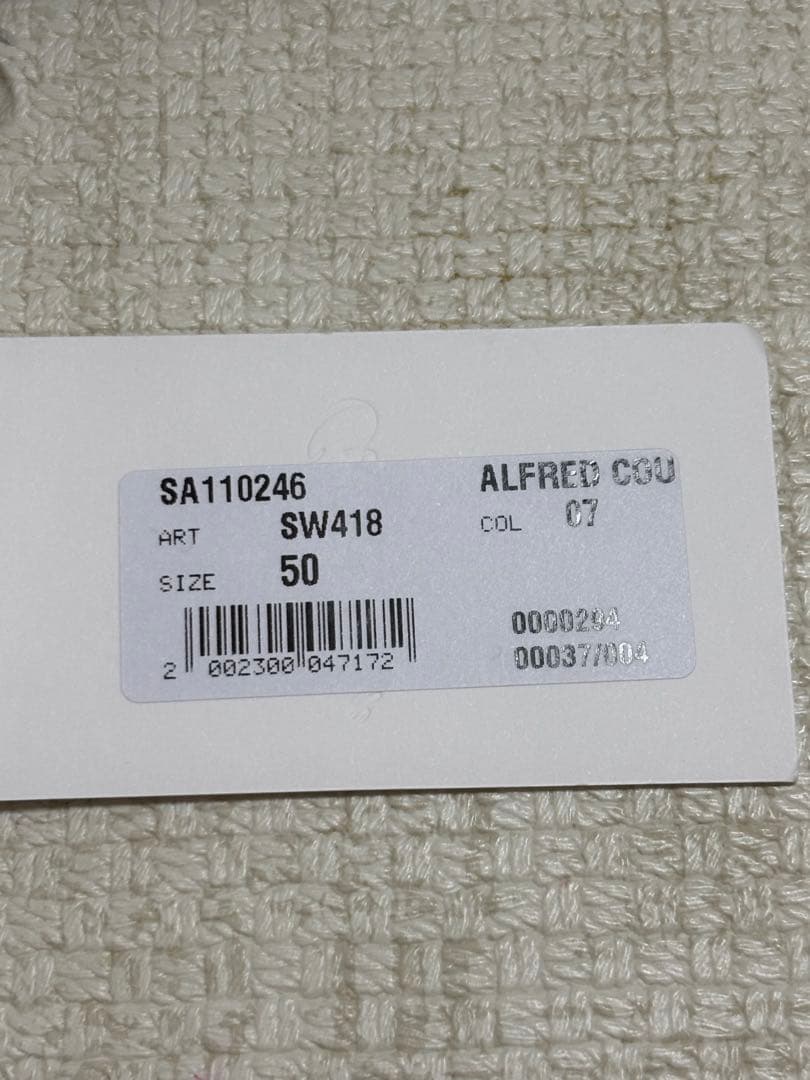 SA110246 ALFRED COU
ART SW418 COL 07
SIZE 50
2 002300 047172
0000294
00037/004